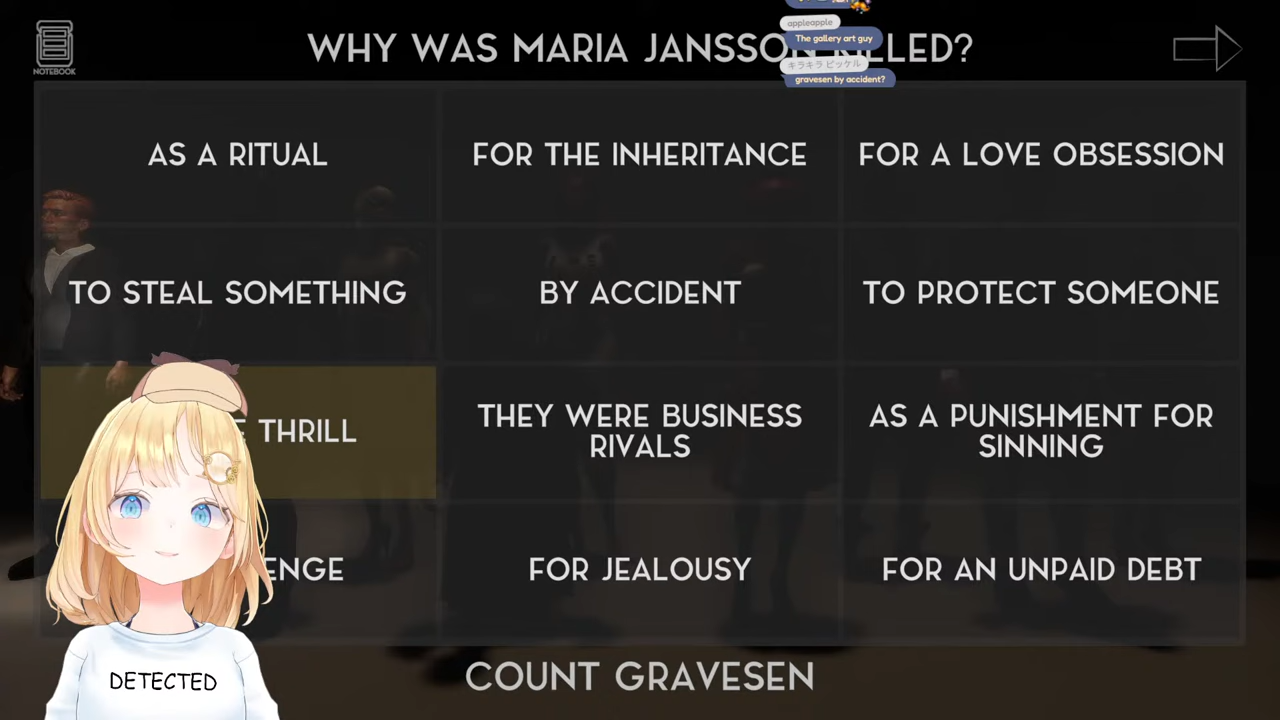 appleapple
The gallery art guy
キラキラ ピッケル
gravesen by accident?
NOTEBOOK
WHY WAS MARIA JANSSON KILLED?
AS A RITUAL
FOR THE INHERITANCE
FOR A LOVE OBSESSION
TO STEAL SOMETHING
BY ACCIDENT
TO PROTECT SOMEONE
THRILL
THEY WERE BUSINESS
RIVALS
AS A PUNISHMENT FOR
SINNING
ENGE
FOR JEALOUSY
FOR AN UNPAID DEBT
DETECTED
COUNT GRAVESEN